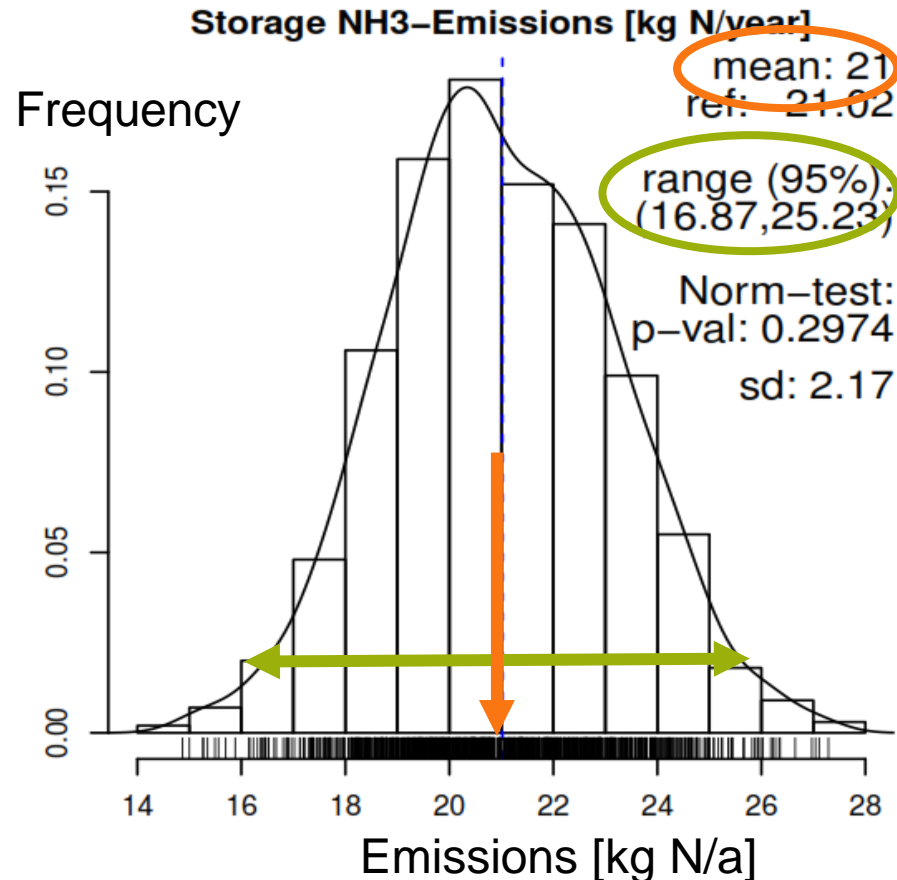 Storage NH3−Emissions [kg N/year]
Frequency
mean: 21
ref: 21.02
range (95%):
(16.87,25.23)
Norm−test:
p−val: 0.2974
sd: 2.17
0.15
0.10
0.05
0.00
14 16 18 20 22 24 26 28
Emissions [kg N/a]